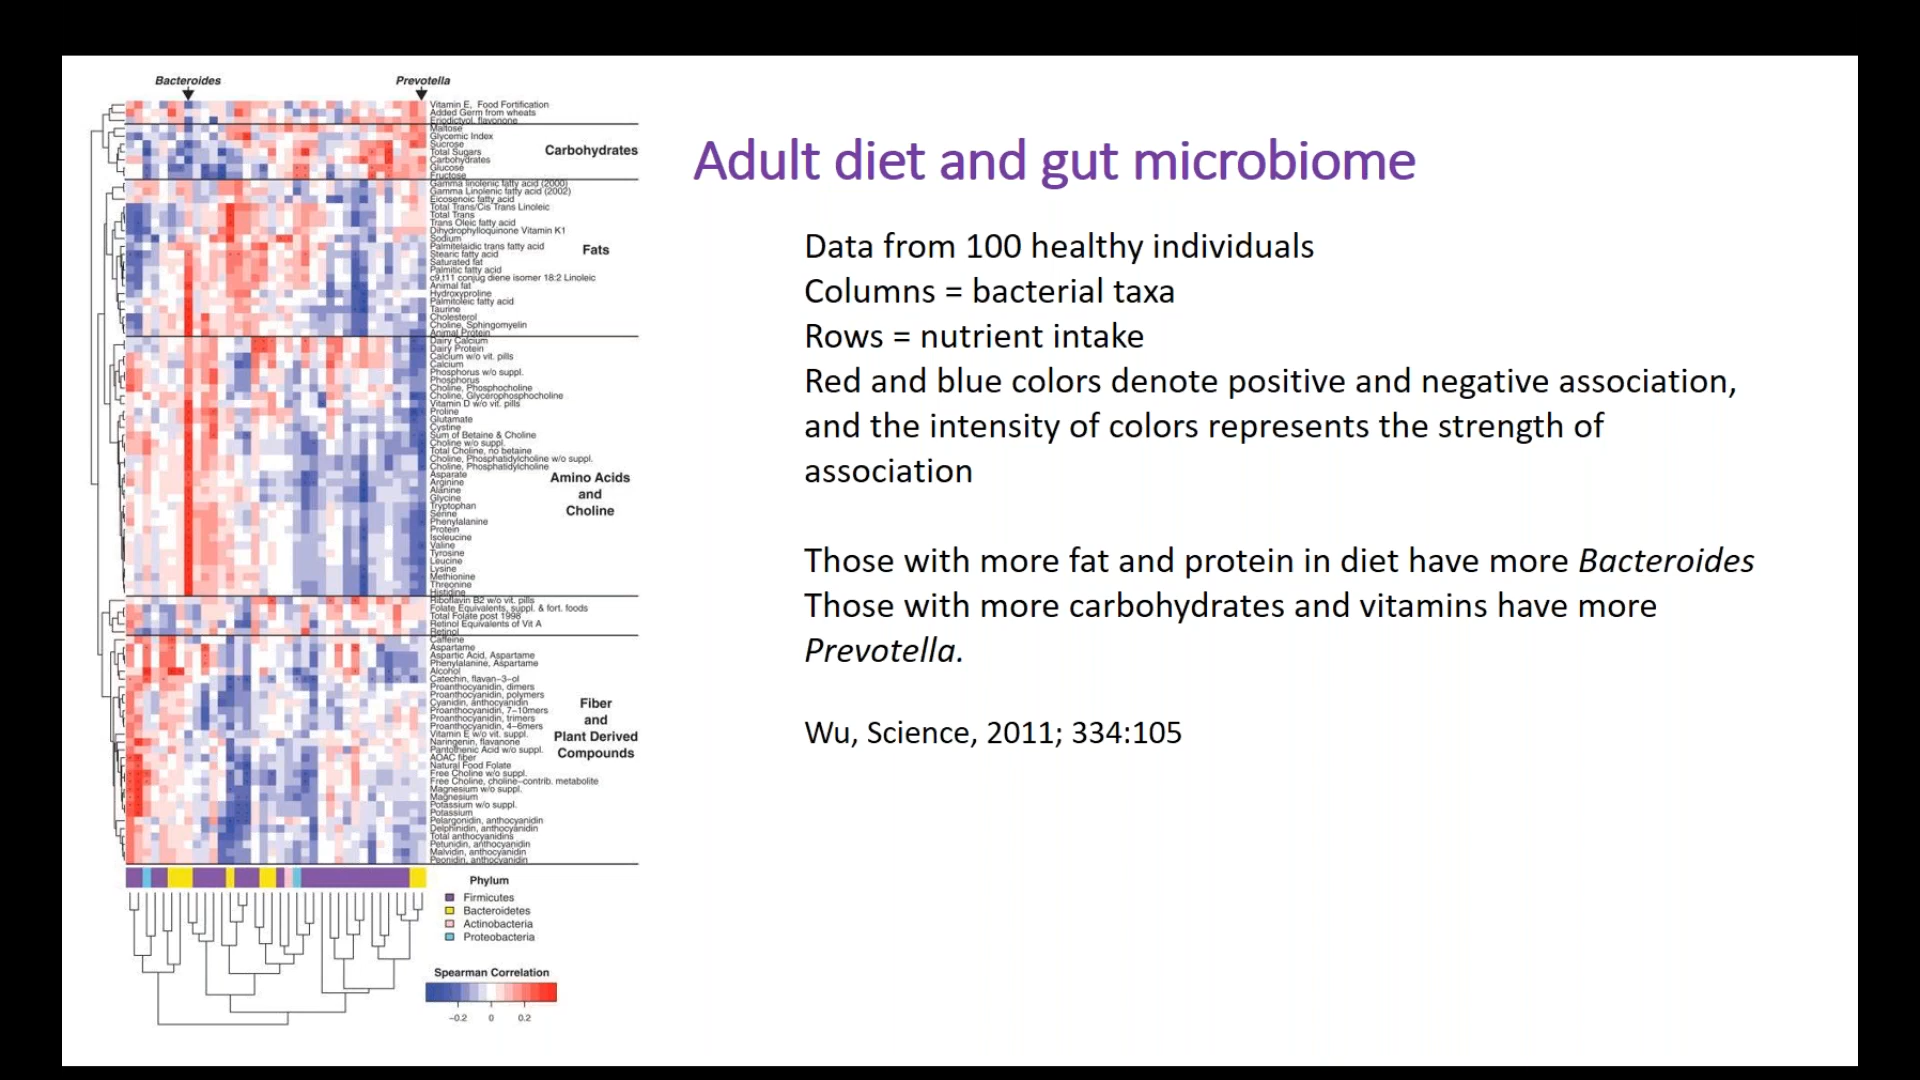 Bacteroides
Prevotella
Vitamin E, Food Fortification
Added Germ from wheats
Eriodictyol, flavonone
Maltose
Glycemic Index
Sucrose
Total Sugars
Carbohydrates
Glucose
Fructose
Carbohydrates
Gamma linolenic fatty acid (2000)
Gamma Linolenic fatty acid (2002)
Eicosenoic fatty acid
Total Trans/Cis Trans Linoleic
Total Trans
Trans Oleic fatty acid
Dihydrophylloquinone Vitamin K1
Sodium
Palmitelaidic trans fatty acid
Stearic fatty acid
Saturated fat
Palmitic fatty acid
c9,t11 conjug diene isomer 18:2 Linoleic
Animal fat
Hydroxyproline
Palmitoleic fatty acid
Taurine
Cholesterol
Choline, Sphingomyelin
Animal Protein
Fats
Dairy Calcium
Dairy Protein
Calcium w/o vit. pills
Calcium
Phosphorus w/o suppl.
Phosphorus
Choline, Phosphocholine
Choline, Glycerophosphocholine
Vitamin D w/o vit. pills
Proline
Glutamate
Cystine
Sum of Betaine & Choline
Choline w/o suppl.
Total Choline, no betaine
Choline, Phosphatidylcholine w/o suppl.
Choline, Phosphatidylcholine
Asparate
Arginine
Alanine
Glycine
Tryptophan
Serine
Phenylalanine
Protein
Isoleucine
Valine
Tyrosine
Leucine
Lysine
Methionine
Threonine
Histidine
Amino Acids
and
Choline
Riboflavin B2 w/o vit. pills
Folate Equivalents, suppl. & fort. foods
Total Folate post 1998
Retinol Equivalents of Vit A
Retinol
Caffeine
Aspartame
Aspartic Acid, Aspartame
Phenylalanine, Aspartame
Alcohol
Catechin, flavan-3-ol
Proanthocyanidin, dimers
Proanthocyanidin, polymers
Cyanidin, anthocyanidin
Proanthocyanidin, 7-10mers
Proanthocyanidin, trimers
Proanthocyanidin, 4-6mers
Vitamin E w/o vit. suppl.
Naringenin, flavanone
Pantothenic Acid w/o suppl.
AOAC fiber
Natural Food Folate
Free Choline w/o suppl.
Free Choline, choline-contrib. metabolite
Magnesium w/o suppl.
Magnesium
Potassium w/o suppl.
Potassium
Pelargonidin, anthocyanidin
Delphinidin, anthocyanidin
Total anthocyanidins
Petunidin, anthocyanidin
Malvidin, anthocyanidin
Peonidin, anthocyanidin
Fiber
and
Plant Derived
Compounds
Phylum
Firmicutes
Bacteroidetes
Actinobacteria
Proteobacteria
Spearman Correlation
-0.2 0 0.2
Adult diet and gut microbiome
Data from 100 healthy individuals
Columns = bacterial taxa
Rows = nutrient intake
Red and blue colors denote positive and negative association,
and the intensity of colors represents the strength of
association
Those with more fat and protein in diet have more Bacteroides
Those with more carbohydrates and vitamins have more
Prevotella.
Wu, Science, 2011; 334:105